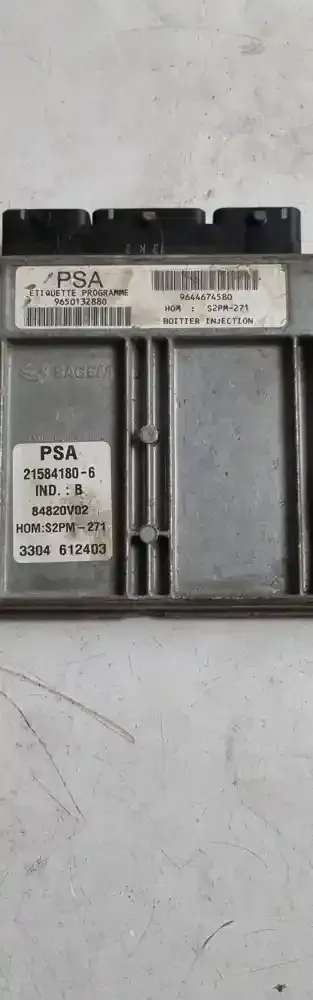 PSA
ETIQUETTE PROGRAMME
9650132880
9644674580
HOM : S2PM-271
BOITIER INJECTION
SAGEM
PSA
21584180-6
IND. : B
84820V02
HOM:S2PM-271
3304 612403